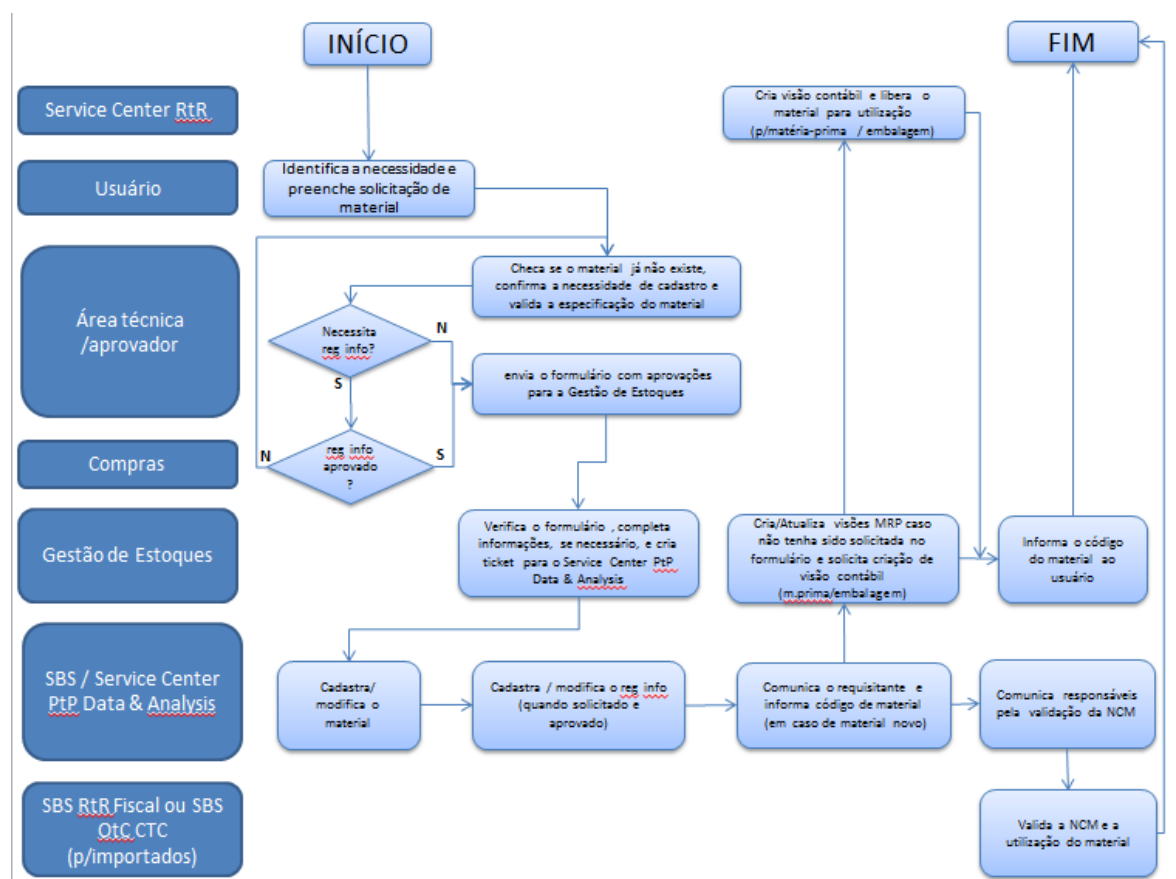 INÍCIO
FIM
Service Center RtR
Cria visão contábil e libera o
material para utilização
(p/matéria-prima / embalagem)
Usuário
Identifica a necessidade e
preenche solicitação de
material
Área técnica
/aprovador
Checa se o material já não existe,
confirma a necessidade de cadastro e
valida a especificação do material
Necessita
reg info?
N
S
envia o formulário com aprovações
para a Gestão de Estoques
Compras
N
reg info
aprovado
?
S
Gestão de Estoques
Verifica o formulário , completa
informações, se necessário, e cria
ticket para o Service Center PtP
Data & Analysis
Cria/Atualiza visões MRP caso
não tenha sido solicitada no
formulário e solicita criação de
visão contábil
(m.prima/embalagem)
Informa o código
do material ao
usuário
SBS / Service Center
PtP Data & Analysis
Cadastra/
modifica o
material
Cadastra / modifica o reg info
(quando solicitado e
aprovado)
Comunica o requisitante e
informa código de material
(em caso de material novo)
Comunica responsáveis
pela validação da NCM
SBS RtR Fiscal ou SBS
OtC CTC
(p/importados)
Valida a NCM e a
utilização do material